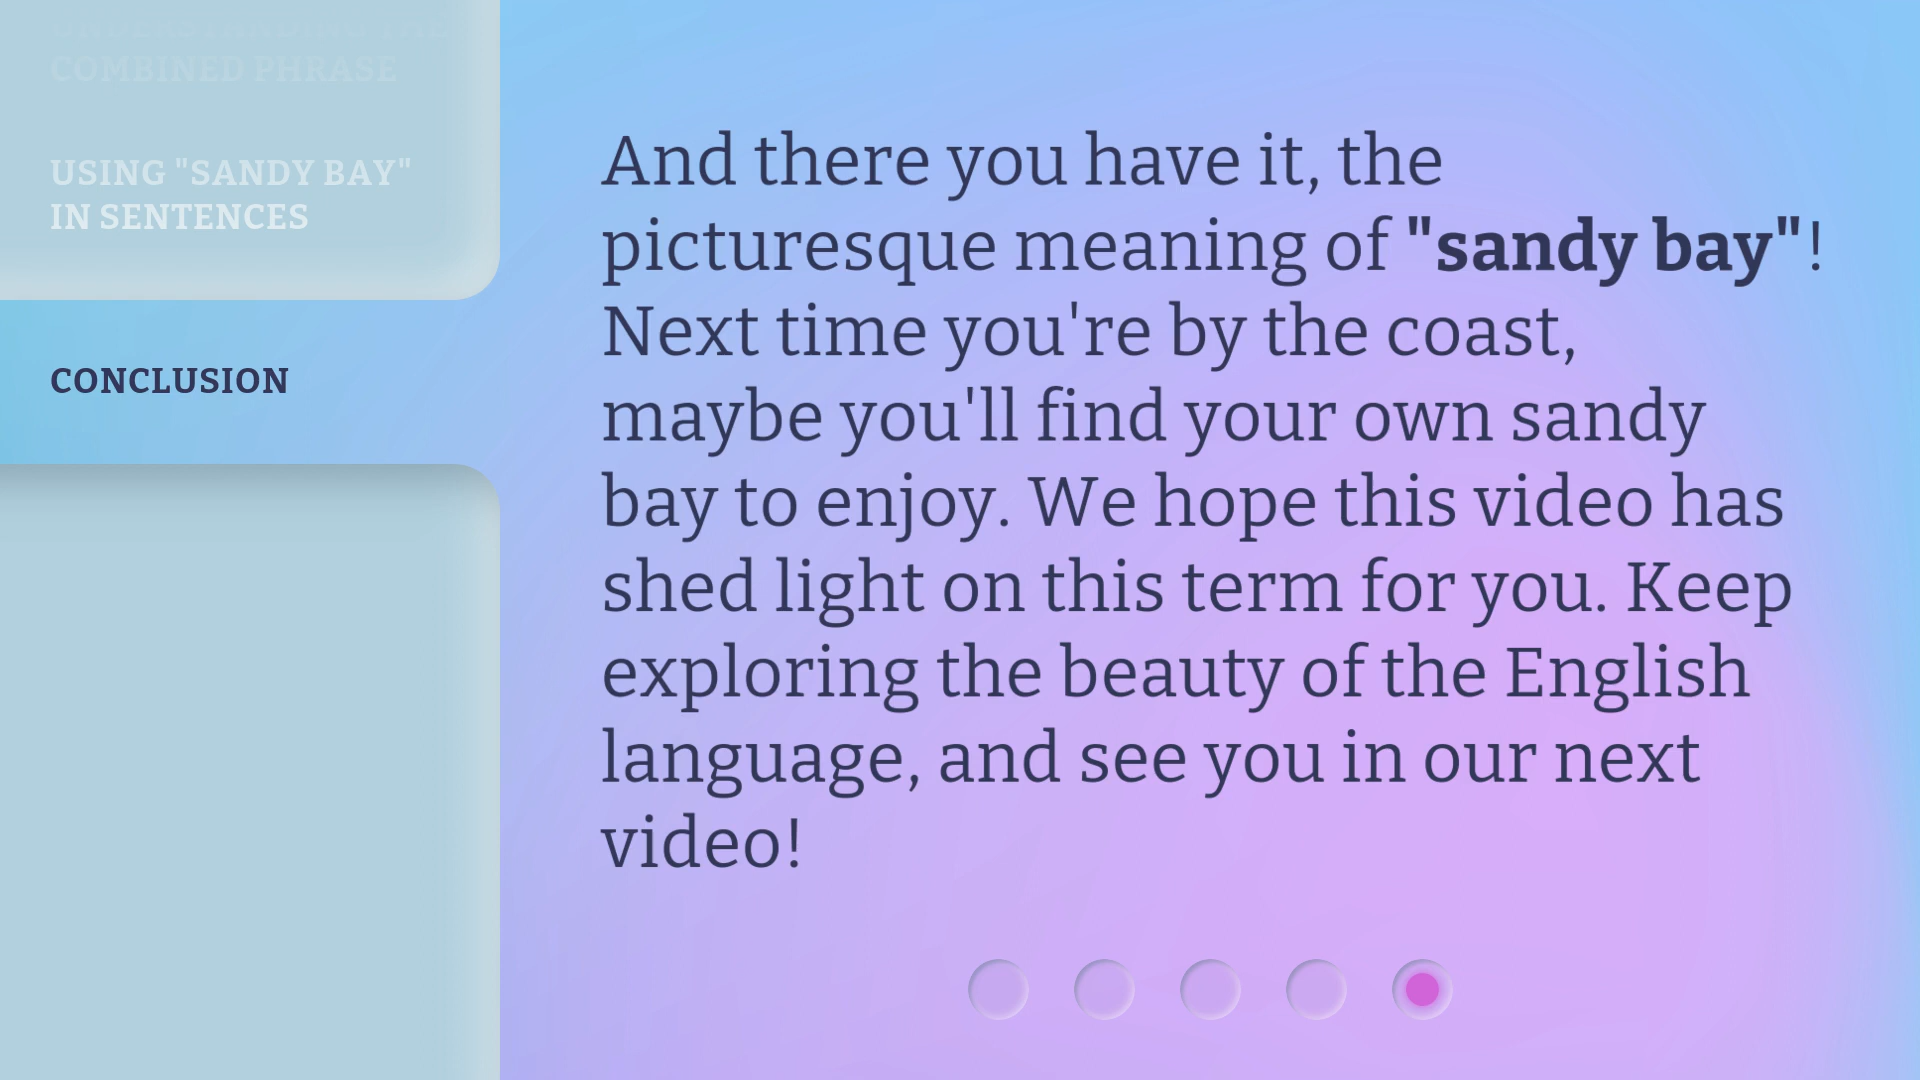 UNDERSTANDING THE
COMBINED PHRASE
USING "SANDY BAY"
IN SENTENCES
CONCLUSION
And there you have it, the
picturesque meaning of "sandy bay"!
Next time you're by the coast,
maybe you'll find your own sandy
bay to enjoy. We hope this video has
shed light on this term for you. Keep
exploring the beauty of the English
language, and see you in our next
video!